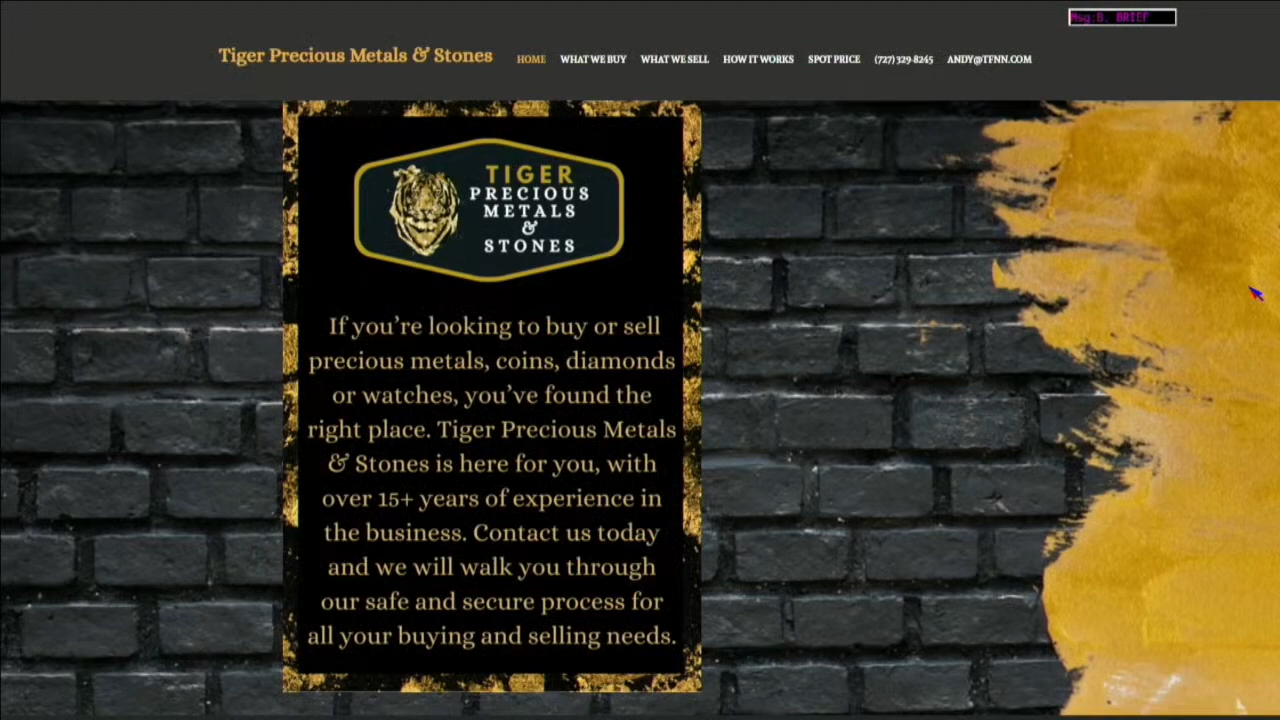 Msg:B. BRIEF
Tiger Precious Metals & Stones
HOME WHAT WE BUY WHAT WE SELL HOW IT WORKS SPOT PRICE (727) 329-8245 ANDY@TFNN.COM
TIGER
PRECIOUS
METALS
&
STONES
If you’re looking to buy or sell
precious metals, coins, diamonds
or watches, you’ve found the
right place. Tiger Precious Metals
& Stones is here for you, with
over 15+ years of experience in
the business. Contact us today
and we will walk you through
our safe and secure process for
all your buying and selling needs.